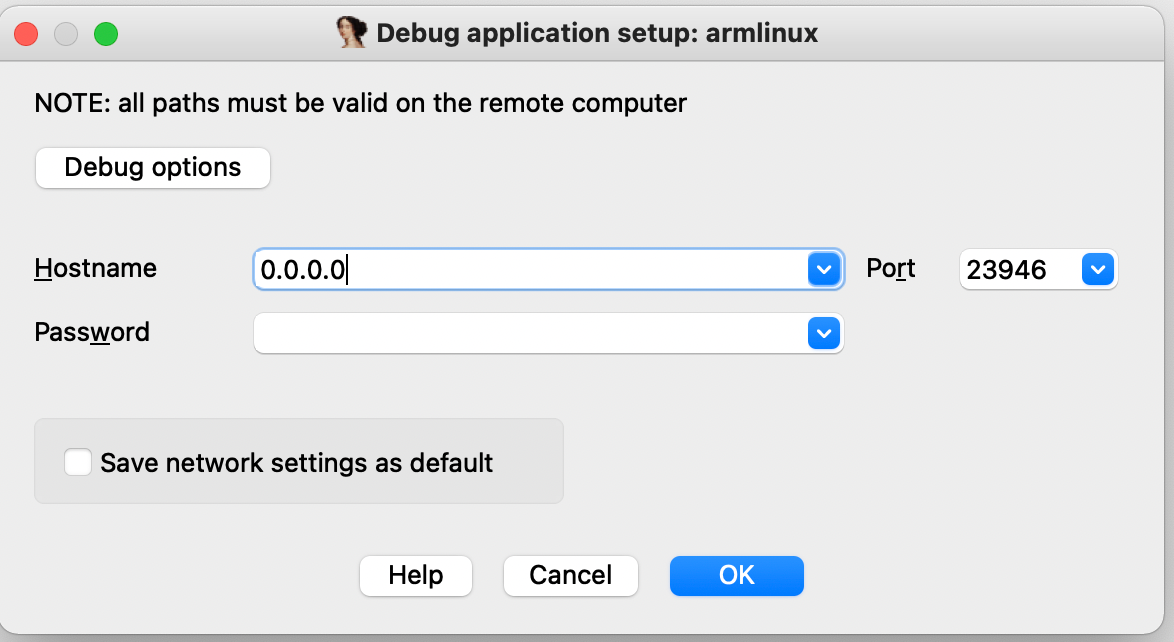 Debug application setup: armlinux
NOTE: all paths must be valid on the remote computer
Debug options
Hostname 0.0.0.0 Port 23946
Password
Save network settings as default
Help Cancel OK